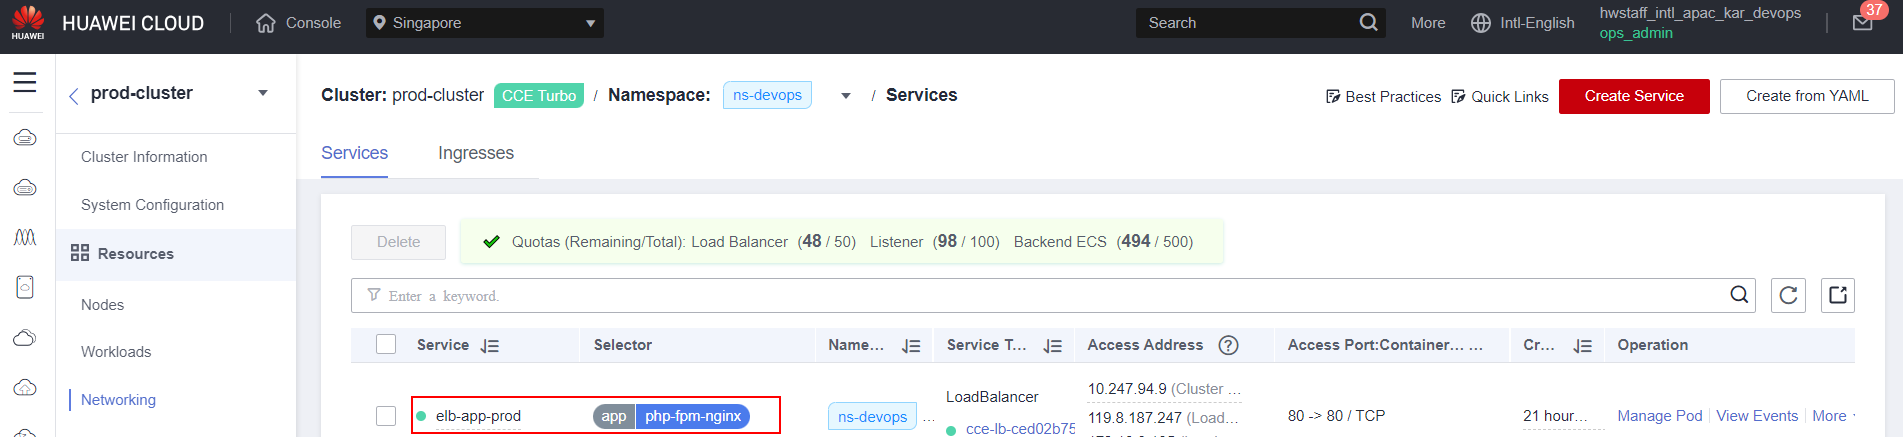 HUAWEI
HUAWEI CLOUD
Console
Singapore
Search
More
Intl-English
hwstaff_intl_apac_kar_devops
ops_admin
37
prod-cluster
Cluster: prod-cluster CCE Turbo / Namespace: ns-devops / Services
Best Practices
Quick Links
Create Service
Create from YAML
Cluster Information
System Configuration
Resources
Nodes
Workloads
Networking
Services
Ingresses
Delete
Quotas (Remaining/Total): Load Balancer (48 / 50) Listener (98 / 100) Backend ECS (494 / 500)
Enter a keyword.
Service
Selector
Name...
Service T...
Access Address
Access Port:Container... ...
Cr...
Operation
elb-app-prod
app php-fpm-nginx
ns-devops ...
LoadBalancer
cce-lb-ced02b75
10.247.94.9 (Cluster ...
119.8.187.247 (Load...
80 -> 80 / TCP
21 hour...
Manage Pod
View Events
More